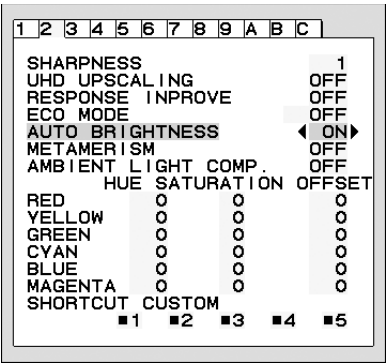 1 2 3 4 5 6 7 8 9 A B C
SHARPNESS 1
UHD UPSCALING OFF
RESPONSE INPROVE OFF
ECO MODE OFF
AUTO BRIGHTNESS ◀ ON▶
METAMERISM OFF
AMBIENT LIGHT COMP. OFF
HUE SATURATION OFFSET
RED 0 0 0
YELLOW 0 0 0
GREEN 0 0 0
CYAN 0 0 0
BLUE 0 0 0
MAGENTA 0 0 0
SHORTCUT CUSTOM
■1 ■2 ■3 ■4 ■5